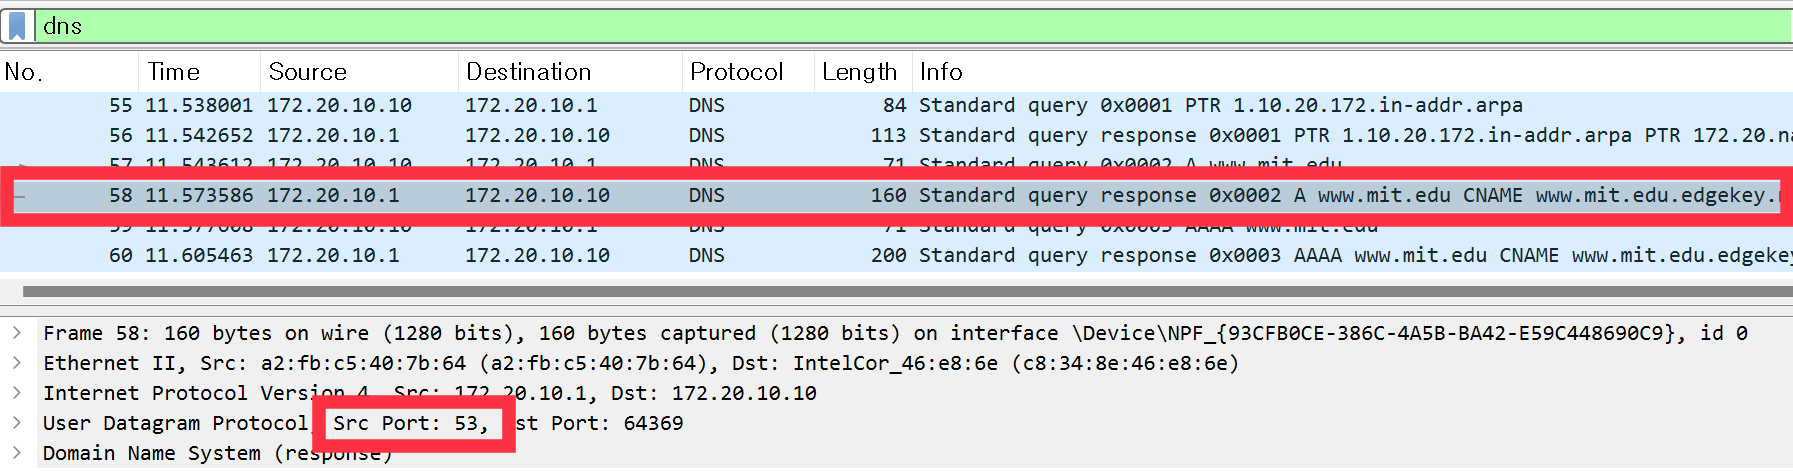 dns
No. Time Source Destination Protocol Length Info
55 11.538001 172.20.10.10 172.20.10.1 DNS 84 Standard query 0x0001 PTR 1.10.20.172.in-addr.arpa
56 11.542652 172.20.10.1 172.20.10.10 DNS 113 Standard query response 0x0001 PTR 1.10.20.172.in-addr.arpa PTR 172.20.na
57 11.543612 172.20.10.10 172.20.10.1 DNS 71 Standard query 0x0002 A www.mit.edu
58 11.573586 172.20.10.1 172.20.10.10 DNS 160 Standard query response 0x0002 A www.mit.edu CNAME www.mit.edu.edgekey.
59 11.577608 172.20.10.10 172.20.10.1 DNS 71 Standard query 0x0003 AAAA www.mit.edu
60 11.605463 172.20.10.1 172.20.10.10 DNS 200 Standard query response 0x0003 AAAA www.mit.edu CNAME www.mit.edu.edgekey
Frame 58: 160 bytes on wire (1280 bits), 160 bytes captured (1280 bits) on interface \Device\NPF_{93CFB0CE-386C-4A5B-BA42-E59C448690C9}, id 0
Ethernet II, Src: a2:fb:c5:40:7b:64 (a2:fb:c5:40:7b:64), Dst: IntelCor_46:e8:6e (c8:34:8e:46:e8:6e)
Internet Protocol Version 4, Src: 172.20.10.1, Dst: 172.20.10.10
User Datagram Protocol, Src Port: 53, Dst Port: 64369
Domain Name System (response)